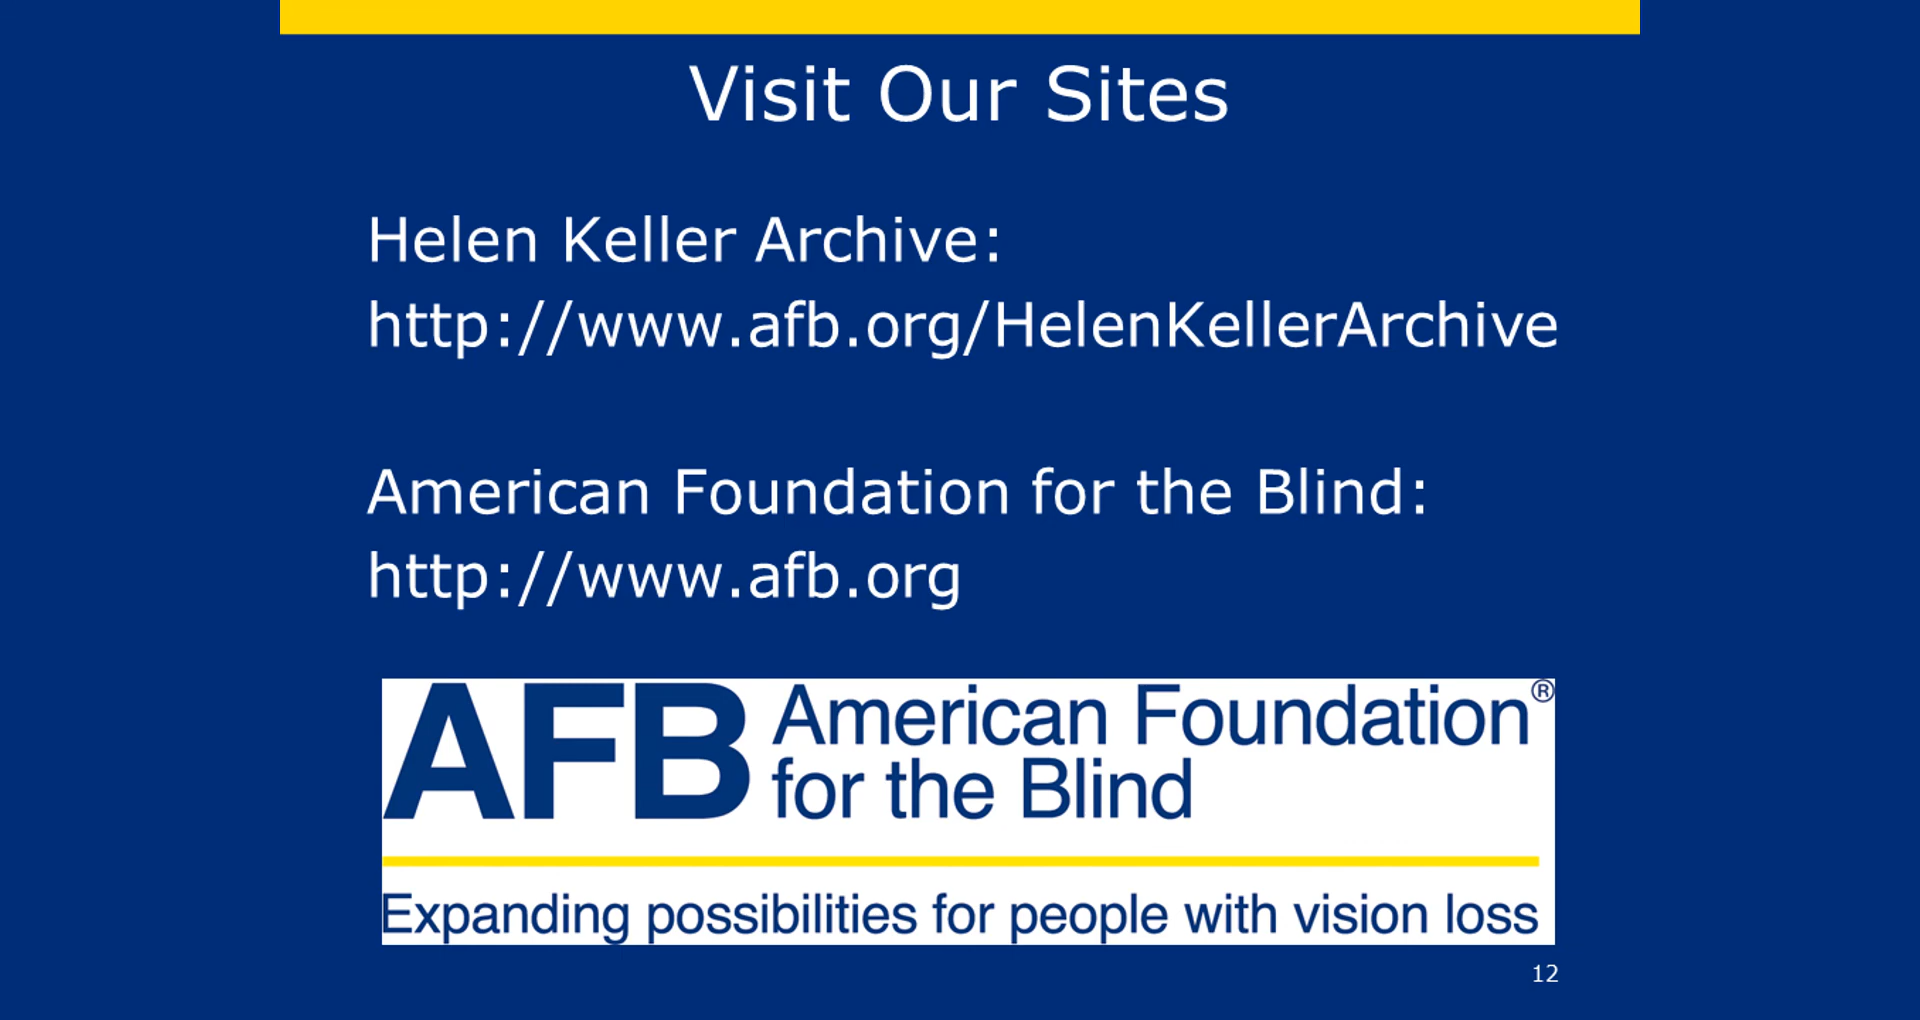 Visit Our Sites
Helen Keller Archive:
http://www.afb.org/HelenKellerArchive
American Foundation for the Blind:
http://www.afb.org
AFB American Foundation®
for the Blind
Expanding possibilities for people with vision loss
12